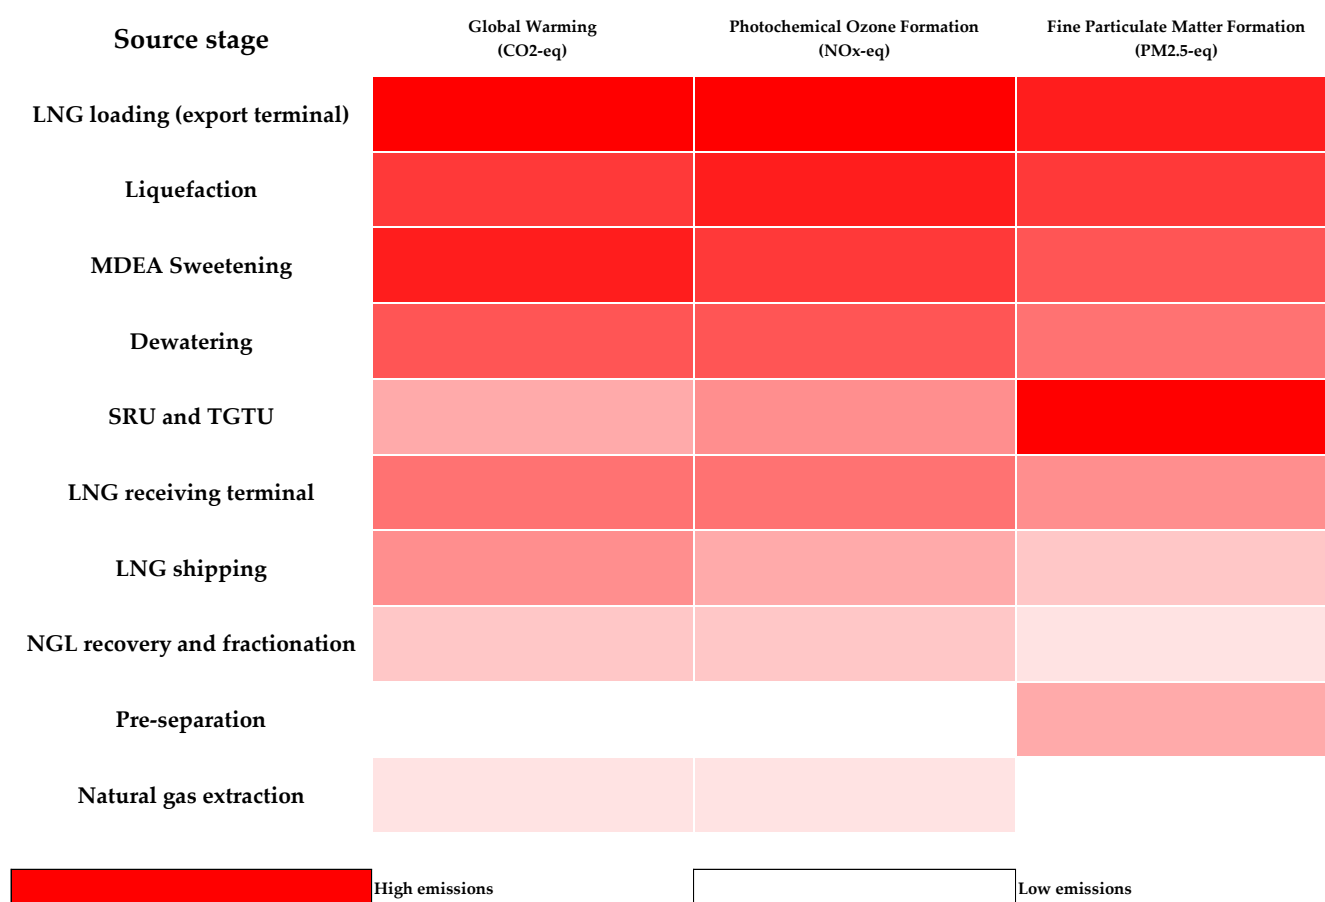 Source stage
Global Warming
(CO2-eq)
Photochemical Ozone Formation
(NOx-eq)
Fine Particulate Matter Formation
(PM2.5-eq)
LNG loading (export terminal)
Liquefaction
MDEA Sweetening
Dewatering
SRU and TGTU
LNG receiving terminal
LNG shipping
NGL recovery and fractionation
Pre-separation
Natural gas extraction
High emissions
Low emissions